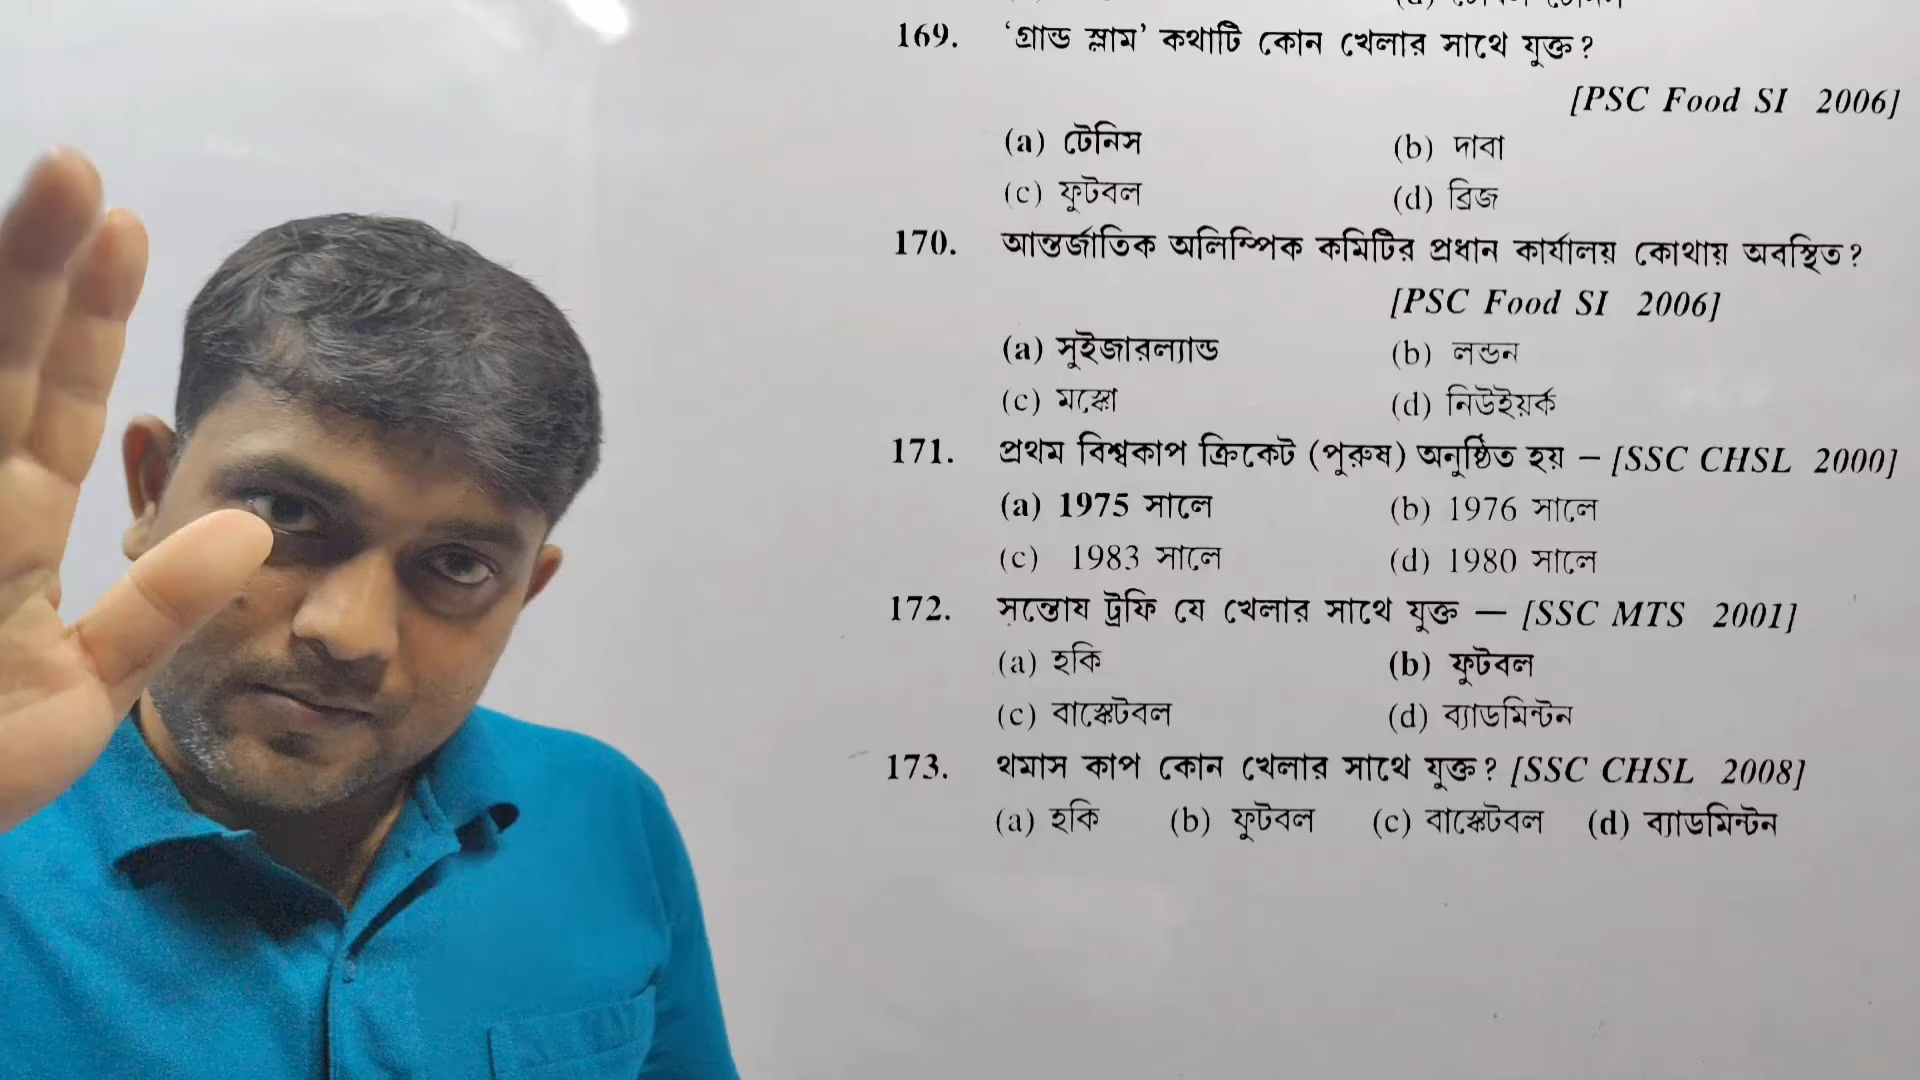 169. ‘গ্রান্ড স্লাম’ কথাটি কোন খেলার সাথে যুক্ত?
[PSC Food SI 2006]
(a) টেনিস (b) দাবা
(c) ফুটবল (d) ব্রিজ
170. আন্তর্জাতিক অলিম্পিক কমিটির প্রধান কার্যালয় কোথায় অবস্থিত?
[PSC Food SI 2006]
(a) সুইজারল্যান্ড (b) লন্ডন
(c) মস্কো (d) নিউইয়র্ক
171. প্রথম বিশ্বকাপ ক্রিকেট (পুরুষ) অনুষ্ঠিত হয় – [SSC CHSL 2000]
(a) 1975 সালে (b) 1976 সালে
(c) 1983 সালে (d) 1980 সালে
172. সন্তোষ ট্রফি যে খেলার সাথে যুক্ত — [SSC MTS 2001]
(a) হকি (b) ফুটবল
(c) বাস্কেটবল (d) ব্যাডমিন্টন
173. থমাস কাপ কোন খেলার সাথে যুক্ত? [SSC CHSL 2008]
(a) হকি (b) ফুটবল (c) বাস্কেটবল (d) ব্যাডমিন্টন